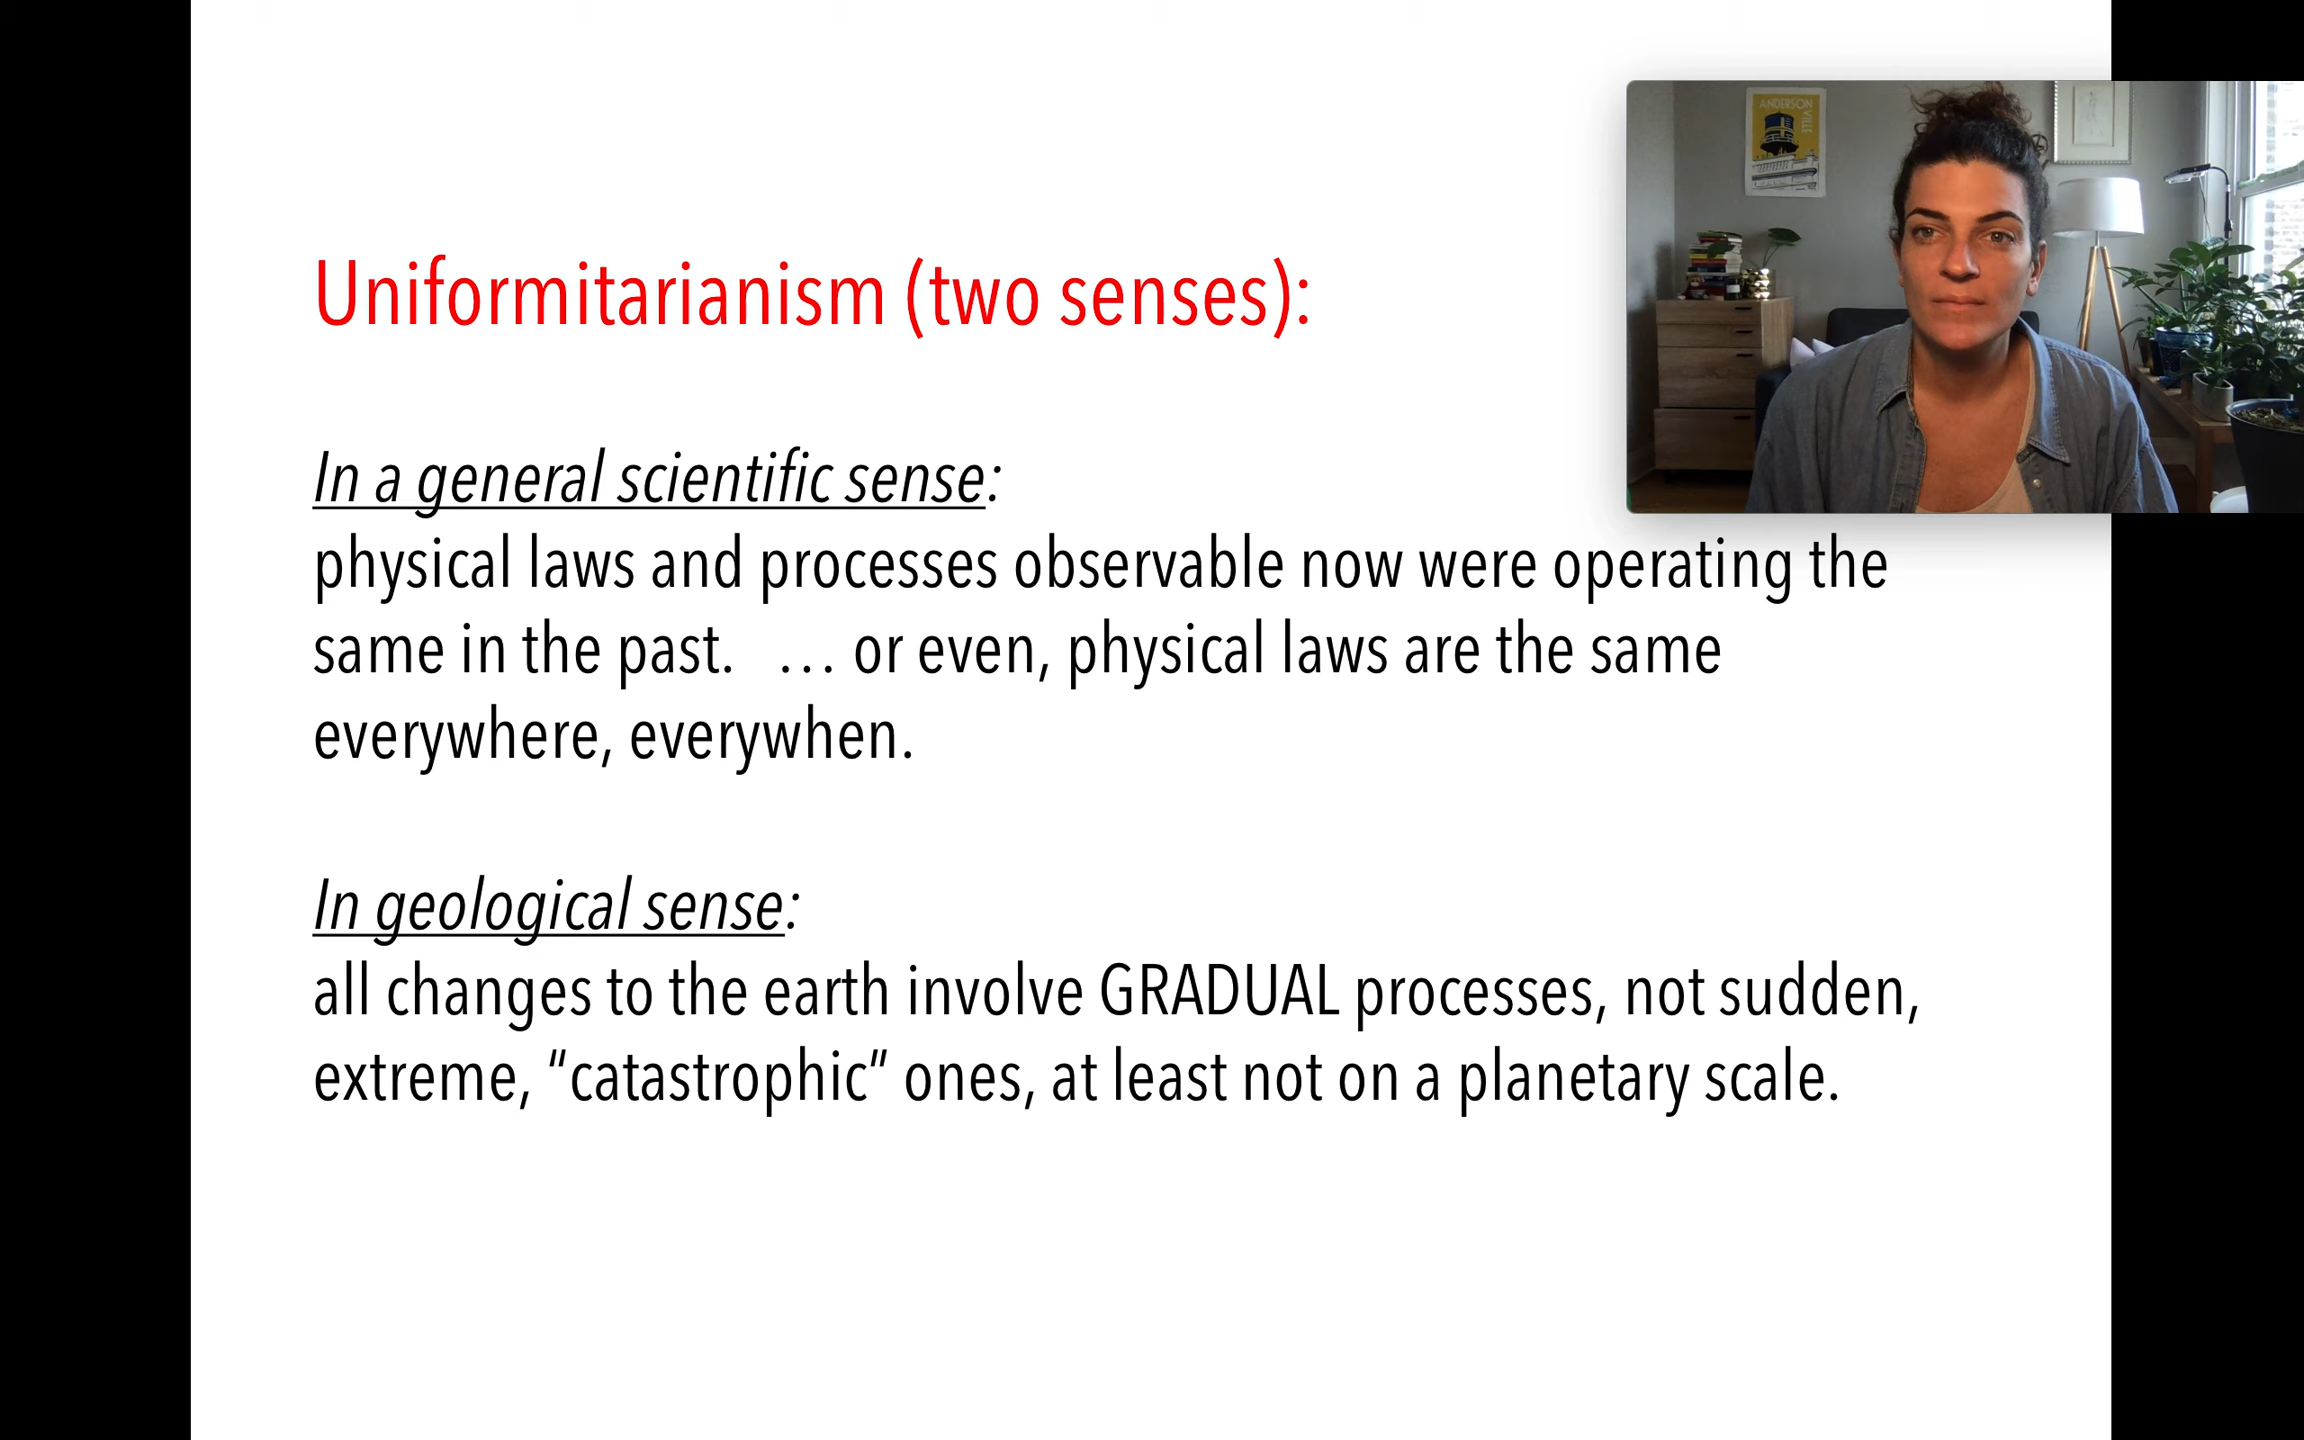 Uniformitarianism (two senses):
In a general scientific sense:
physical laws and processes observable now were operating the
same in the past.   … or even, physical laws are the same
everywhere, everywhen.
In geological sense:
all changes to the earth involve GRADUAL processes, not sudden,
extreme, “catastrophic” ones, at least not on a planetary scale.
ANDERSON
VILLE